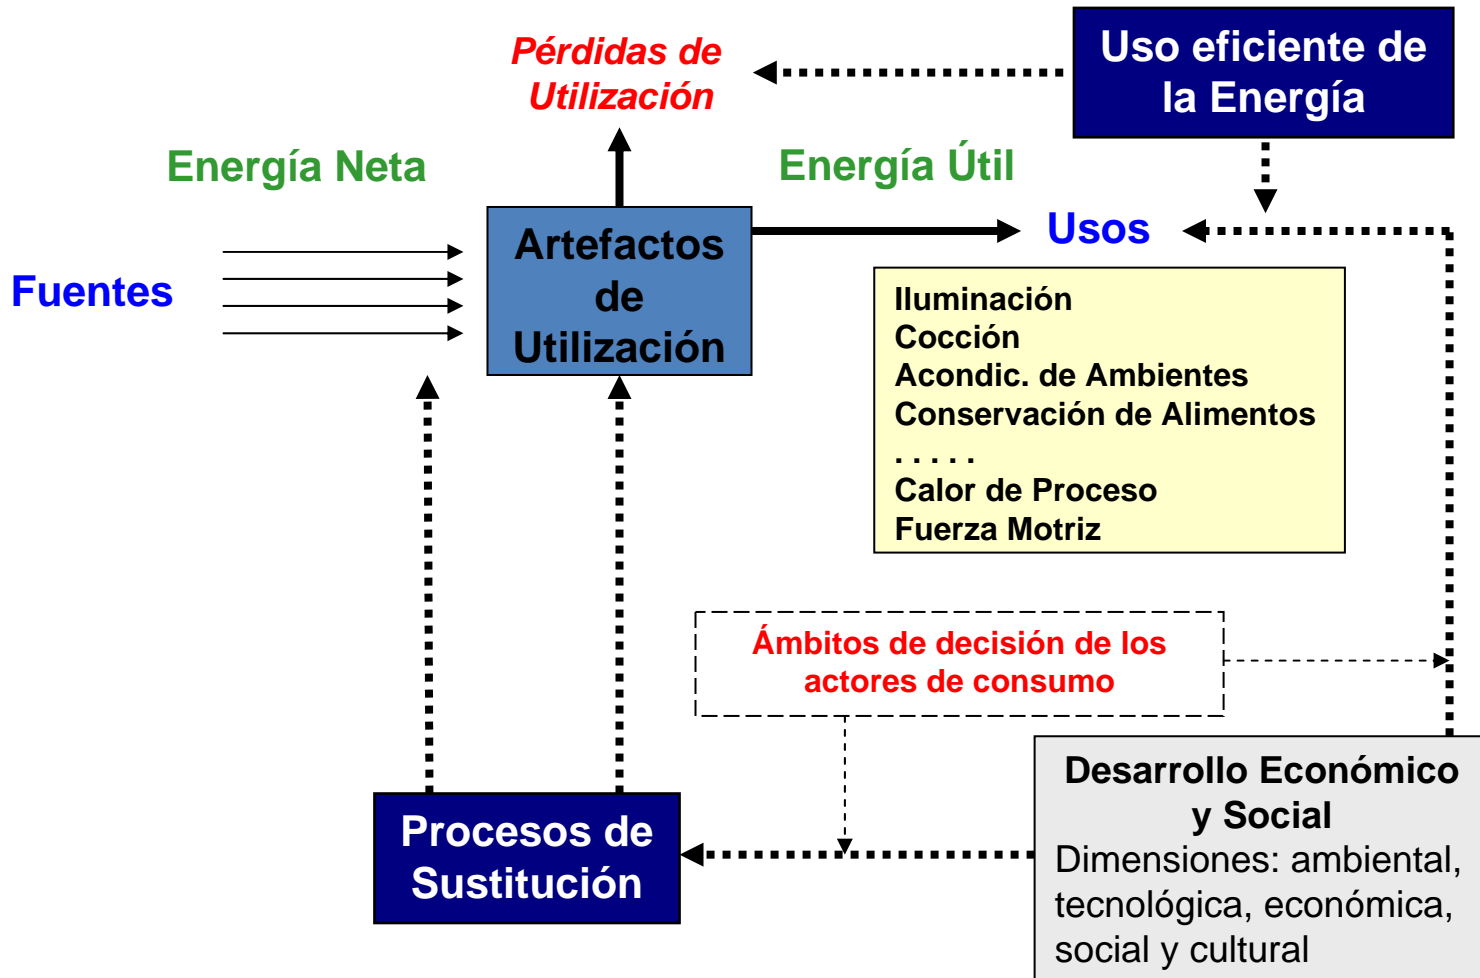 Pérdidas de
Utilización
Uso eficiente de
la Energía
Energía Neta
Energía Útil
Fuentes
Artefactos
de
Utilización
Usos
Iluminación
Cocción
Acondic. de Ambientes
Conservación de Alimentos
. . . . .
Calor de Proceso
Fuerza Motriz
Ámbitos de decisión de los
actores de consumo
Procesos de
Sustitución
Desarrollo Económico
y Social
Dimensiones: ambiental,
tecnológica, económica,
social y cultural